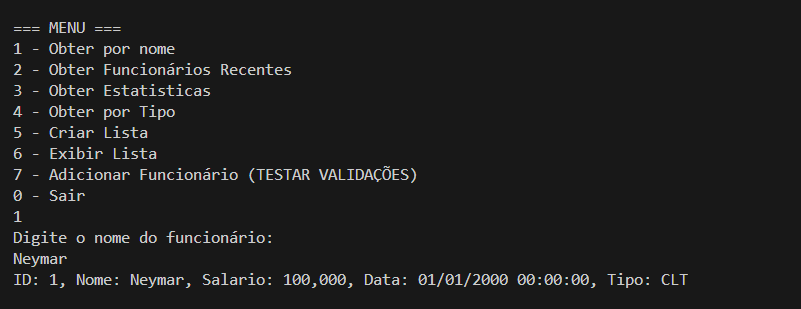 === MENU ===
1 - Obter por nome
2 - Obter Funcionários Recentes
3 - Obter Estatisticas
4 - Obter por Tipo
5 - Criar Lista
6 - Exibir Lista
7 - Adicionar Funcionário (TESTAR VALIDAÇÕES)
0 - Sair
1
Digite o nome do funcionário:
Neymar
ID: 1, Nome: Neymar, Salario: 100,000, Data: 01/01/2000 00:00:00, Tipo: CLT